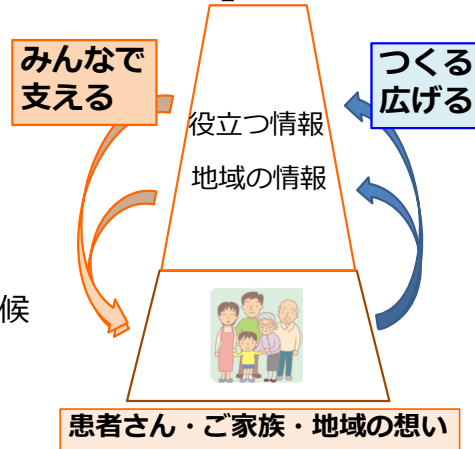 みんなで
支える
つくる
広げる
役立つ情報
地域の情報
候
患者さん・ご家族・地域の想い